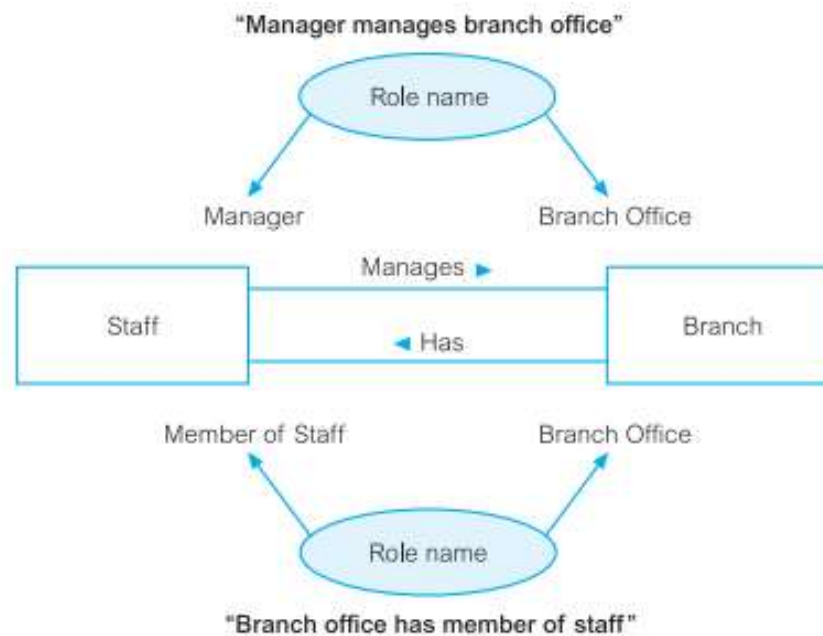 “Manager manages branch office”
Role name
Manager
Branch Office
Manages ►
Staff
Branch
◄ Has
Member of Staff
Branch Office
Role name
“Branch office has member of staff”